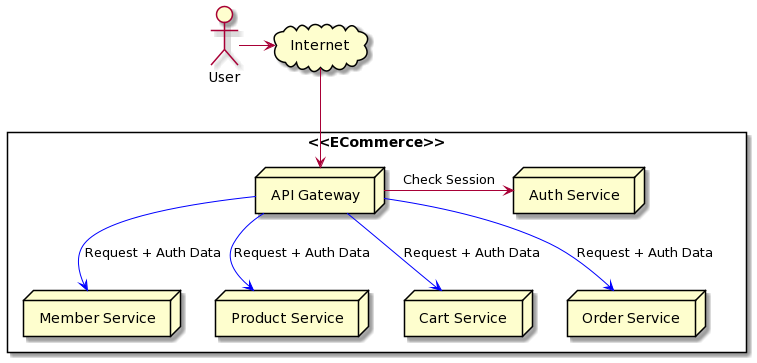 Internet
User
<<ECommerce>>
API Gateway
Check Session
Auth Service
Request + Auth Data
Request + Auth Data
Request + Auth Data
Request + Auth Data
Member Service
Product Service
Cart Service
Order Service